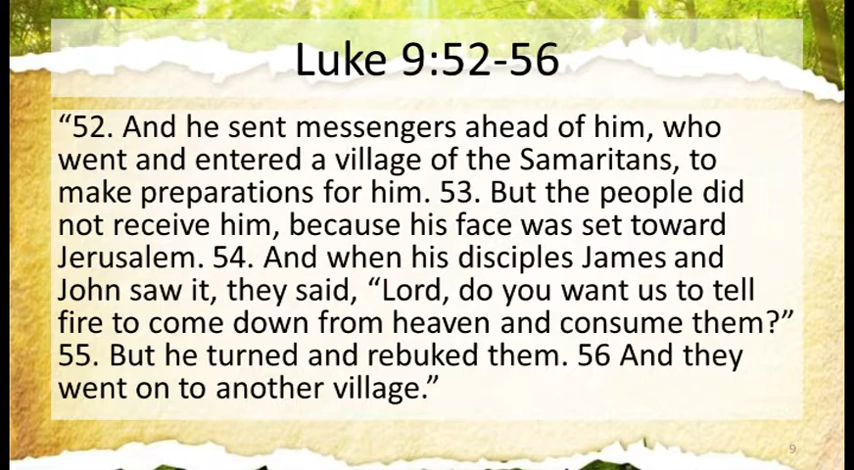 Luke 9:52-56
“52. And he sent messengers ahead of him, who
went and entered a village of the Samaritans, to
make preparations for him. 53. But the people did
not receive him, because his face was set toward
Jerusalem. 54. And when his disciples James and
John saw it, they said, “Lord, do you want us to tell
fire to come down from heaven and consume them?”
55. But he turned and rebuked them. 56 And they
went on to another village.”
9